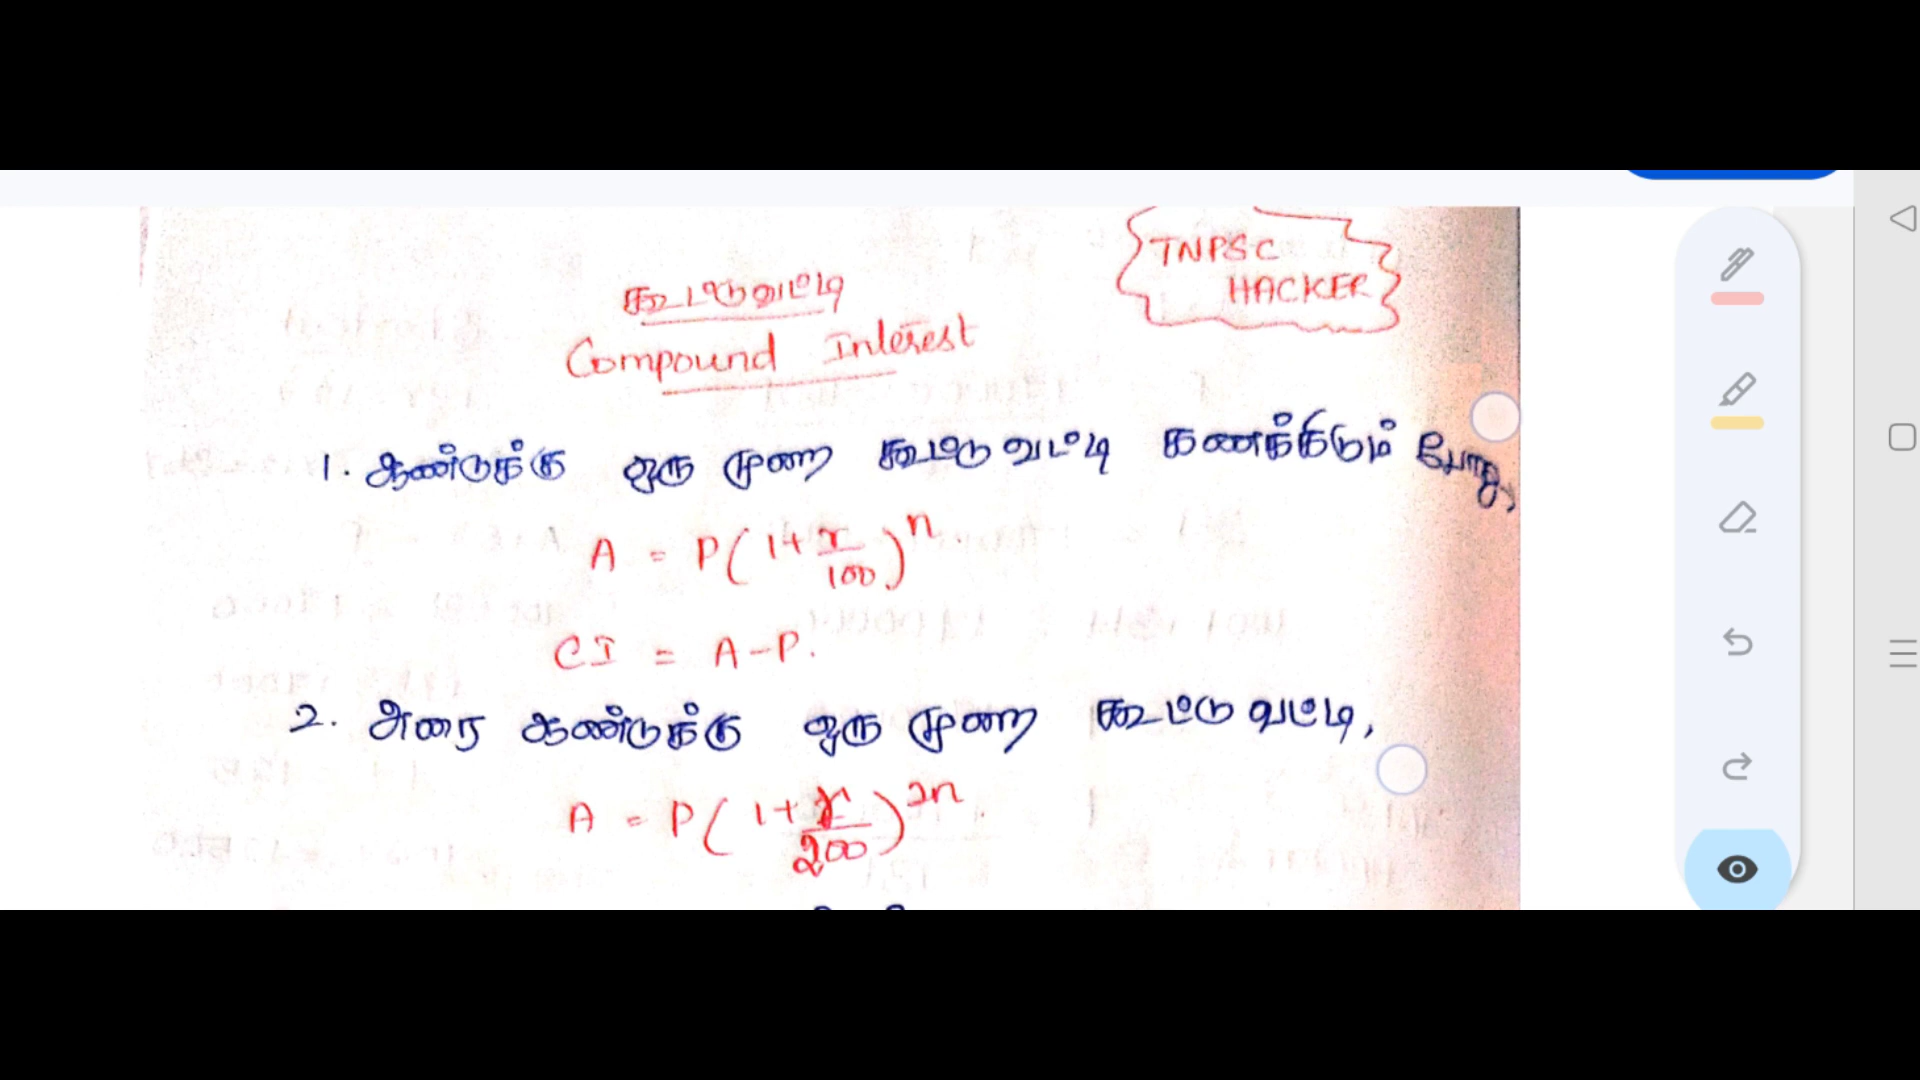 TNPSC
HACKER
கூட்டுவட்டி
Compound Interest
1. ஆண்டுக்கு ஒரு முறை கூட்டு வட்டி கணக்கிடும் போது,
A = P(1+r/100)^n.
CI = A-P.
2. அரை ஆண்டுக்கு ஒரு முறை கூட்டு வட்டி,
A = P(1+r/200)^2n.